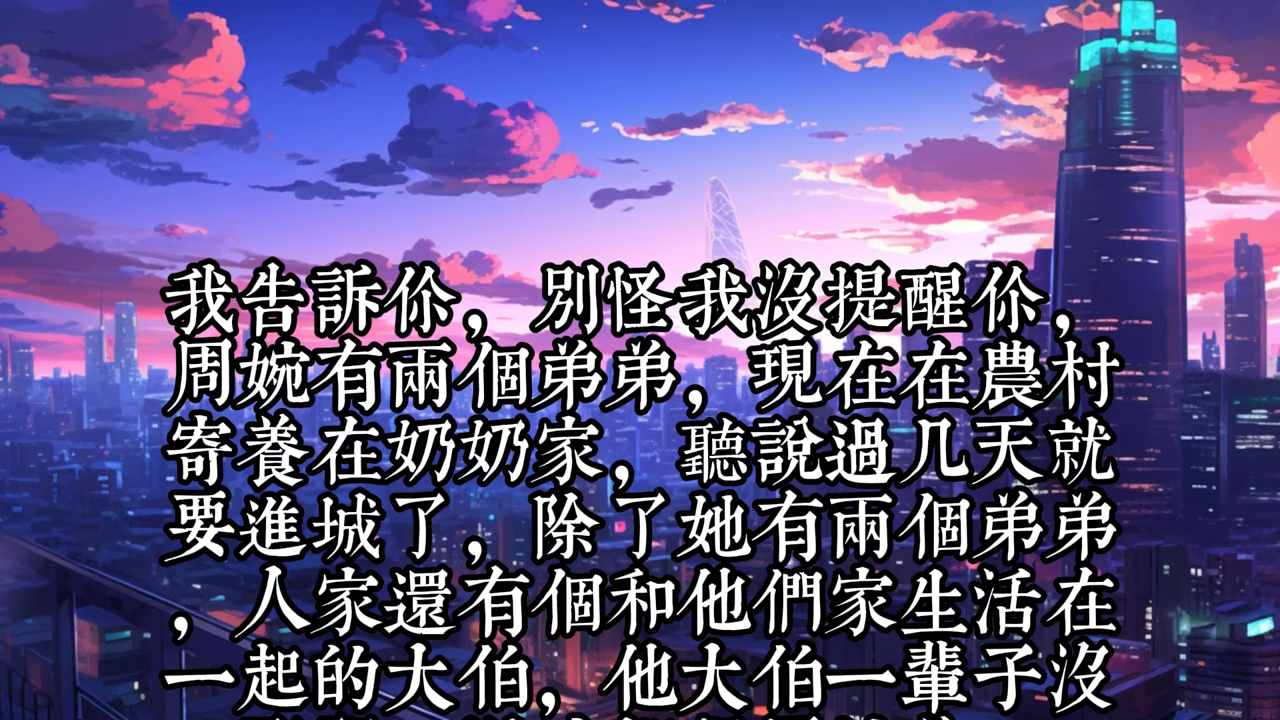 我告訴你，別怪我沒提醒你，
周婉有兩個弟弟，現在在農村
寄養在奶奶家，聽說過几天就
要進城了，除了她有兩個弟弟
，人家還有個和他們家生活在
一起的大伯，他大伯一輩子沒